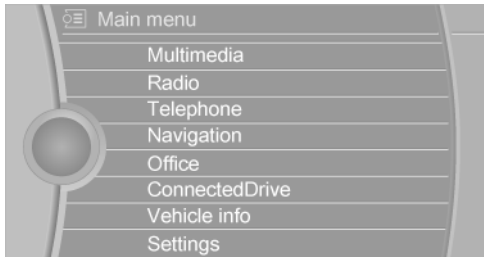 Main menu
Multimedia
Radio
Telephone
Navigation
Office
ConnectedDrive
Vehicle info
Settings